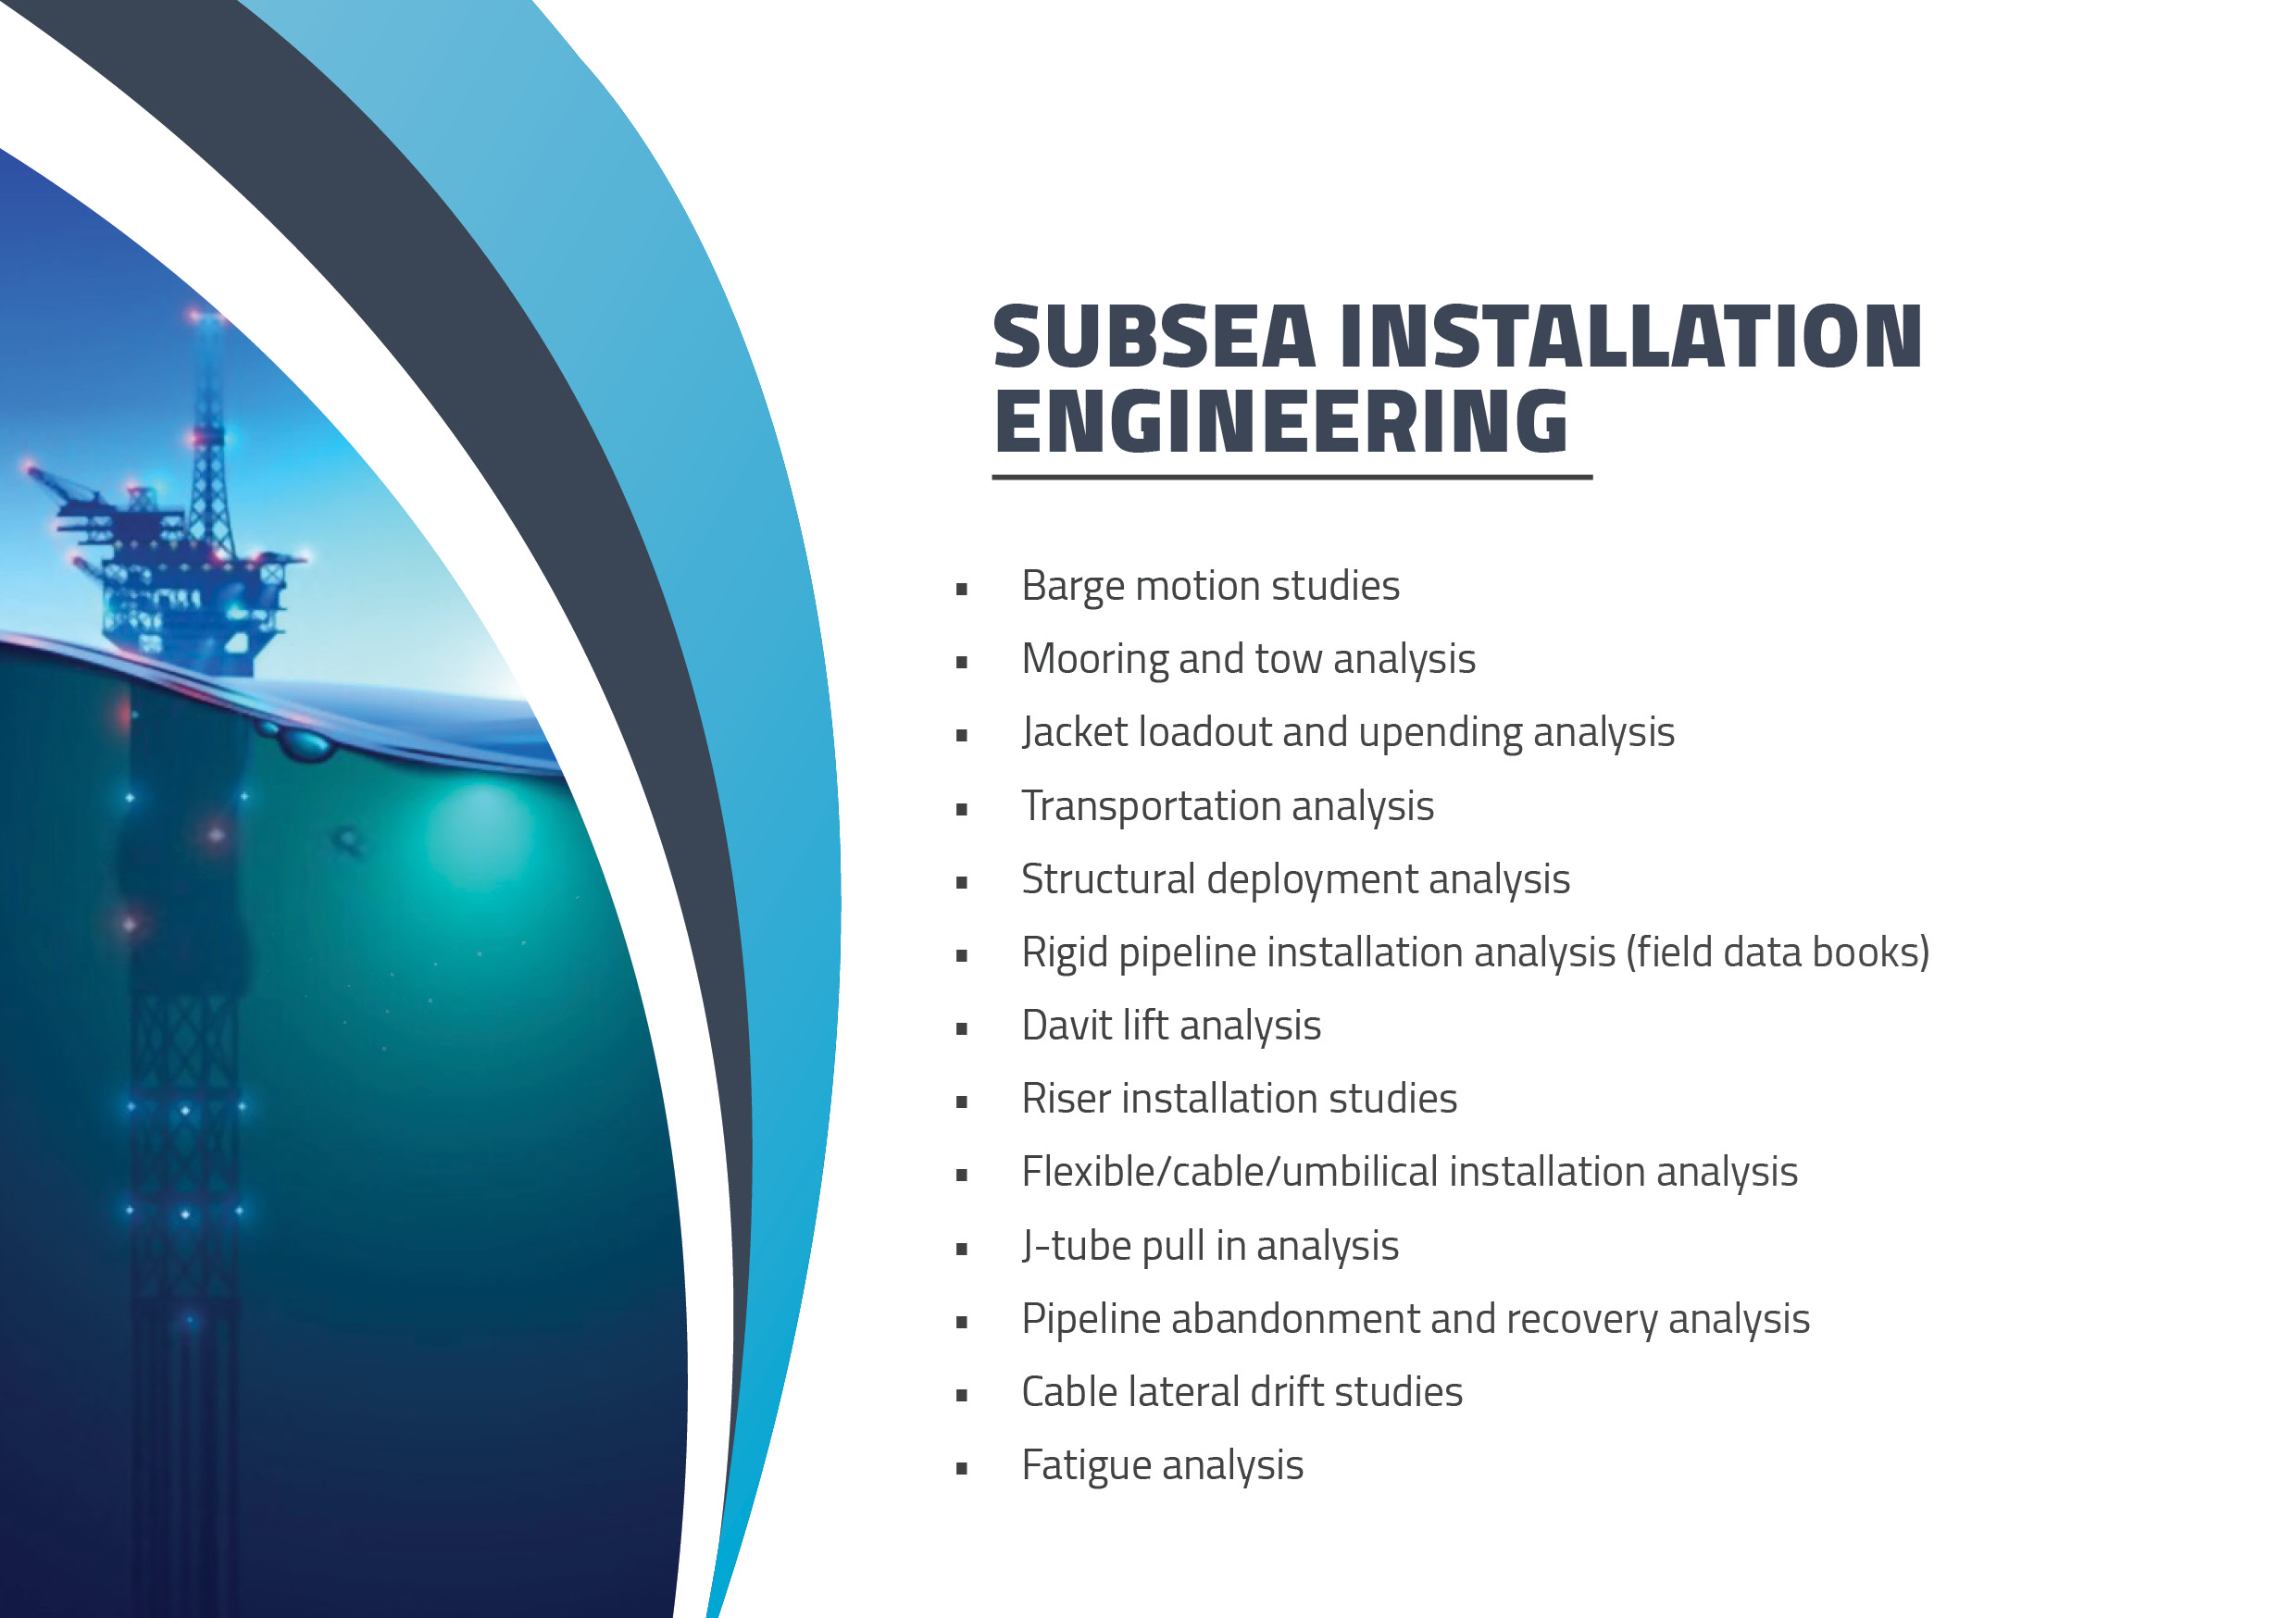 SUBSEA INSTALLATION
ENGINEERING
▪ Barge motion studies
▪ Mooring and tow analysis
▪ Jacket loadout and upending analysis
▪ Transportation analysis
▪ Structural deployment analysis
▪ Rigid pipeline installation analysis (field data books)
▪ Davit lift analysis
▪ Riser installation studies
▪ Flexible/cable/umbilical installation analysis
▪ J-tube pull in analysis
▪ Pipeline abandonment and recovery analysis
▪ Cable lateral drift studies
▪ Fatigue analysis